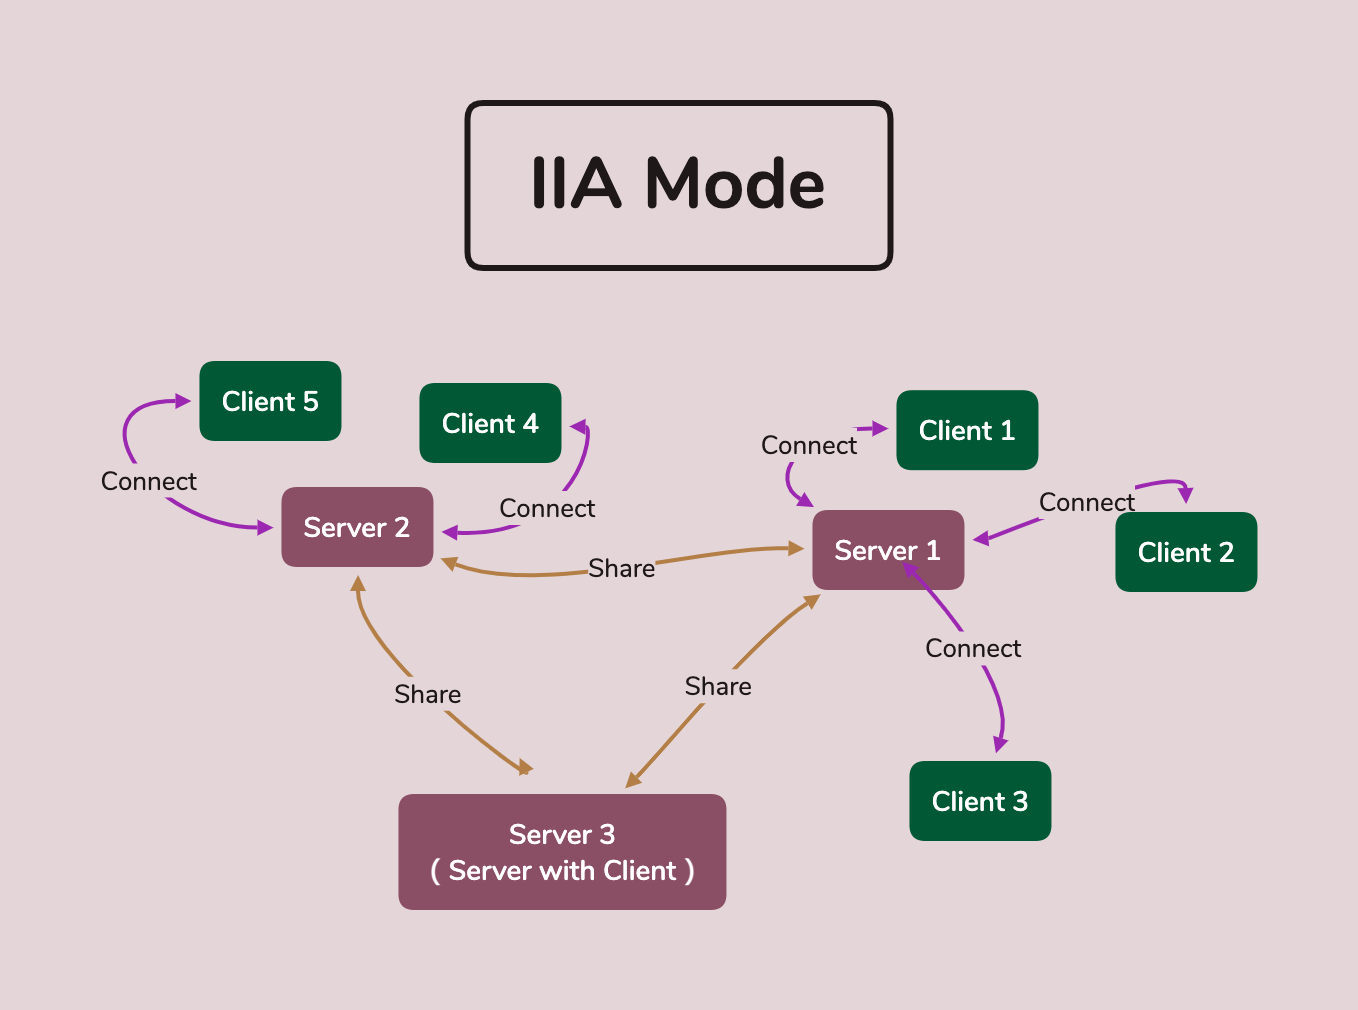 IIA Mode
Client 5
Client 4
Client 1
Connect
Connect
Connect
Connect
Server 2
Server 1
Client 2
Share
Connect
Share
Share
Client 3
Server 3
( Server with Client )